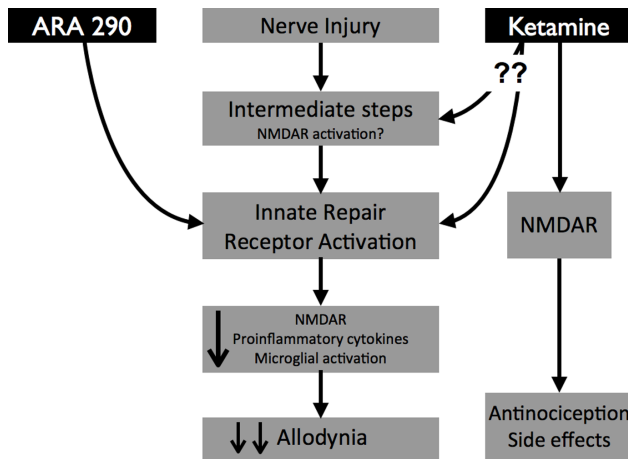 ARA 290
Nerve Injury
Ketamine
??
Intermediate steps
NMDAR activation?
Innate Repair
Receptor Activation
NMDAR
NMDAR
Proinflammatory cytokines
Microglial activation
Allodynia
Antinociception
Side effects